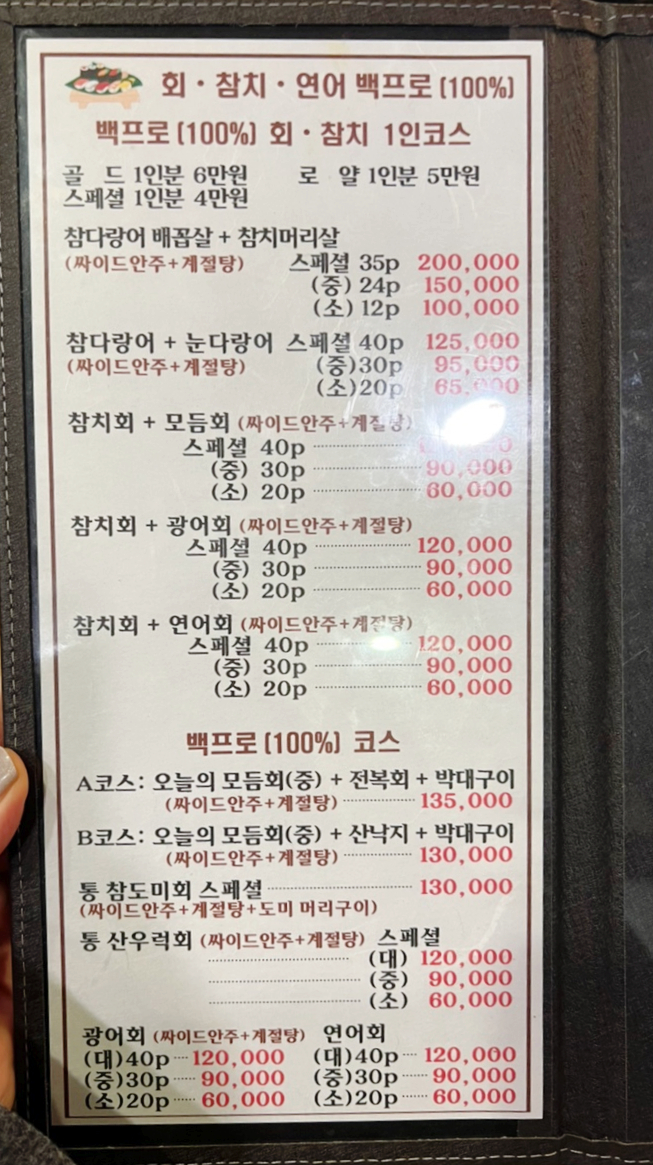 회 · 참치 · 연어 백프로 (100%)
백프로 (100%) 회 · 참치 1인코스
골 드 1인분 6만원 로 얄 1인분 5만원
스페셜 1인분 4만원
참다랑어 배꼽살 + 참치머리살
(싸이드안주+계절탕) 스페셜 35p 200,000
(중) 24p 150,000
(소) 12p 100,000
참다랑어 + 눈다랑어 스페셜 40p 125,000
(싸이드안주+계절탕) (중)30p 95,000
(소)20p 65,000
참치회 + 모듬회 (싸이드안주+계절탕)
스페셜 40p
(중) 30p 90,000
(소) 20p 60,000
참치회 + 광어회 (싸이드안주+계절탕)
스페셜 40p 120,000
(중) 30p 90,000
(소) 20p 60,000
참치회 + 연어회 (싸이드안주+계절탕)
스페셜 40p 120,000
(중) 30p 90,000
(소) 20p 60,000
백프로 (100%) 코스
A코스: 오늘의 모듬회(중) + 전복회 + 박대구이
(싸이드안주+계절탕) 135,000
B코스: 오늘의 모듬회(중) + 산낙지 + 박대구이
(싸이드안주+계절탕) 130,000
통 참도미회 스페셜 130,000
(싸이드안주+계절탕+도미 머리구이)
통 산우럭회 (싸이드안주+계절탕) 스페셜
(대) 120,000
(중) 90,000
(소) 60,000
광어회 (싸이드안주+계절탕) 연어회
(대)40p 120,000 (대)40p 120,000
(중)30p 90,000 (중)30p 90,000
(소)20p 60,000 (소)20p 60,000